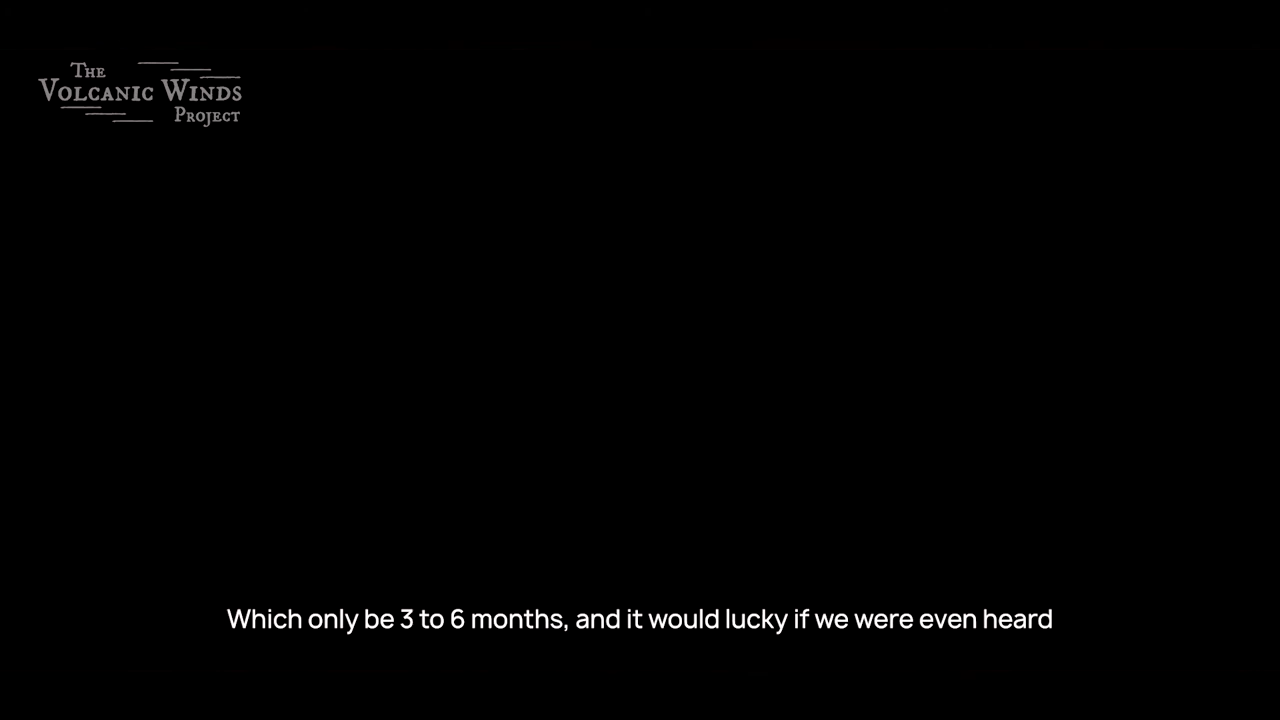 The
Volcanic Winds
Project
Which only be 3 to 6 months, and it would lucky if we were even heard